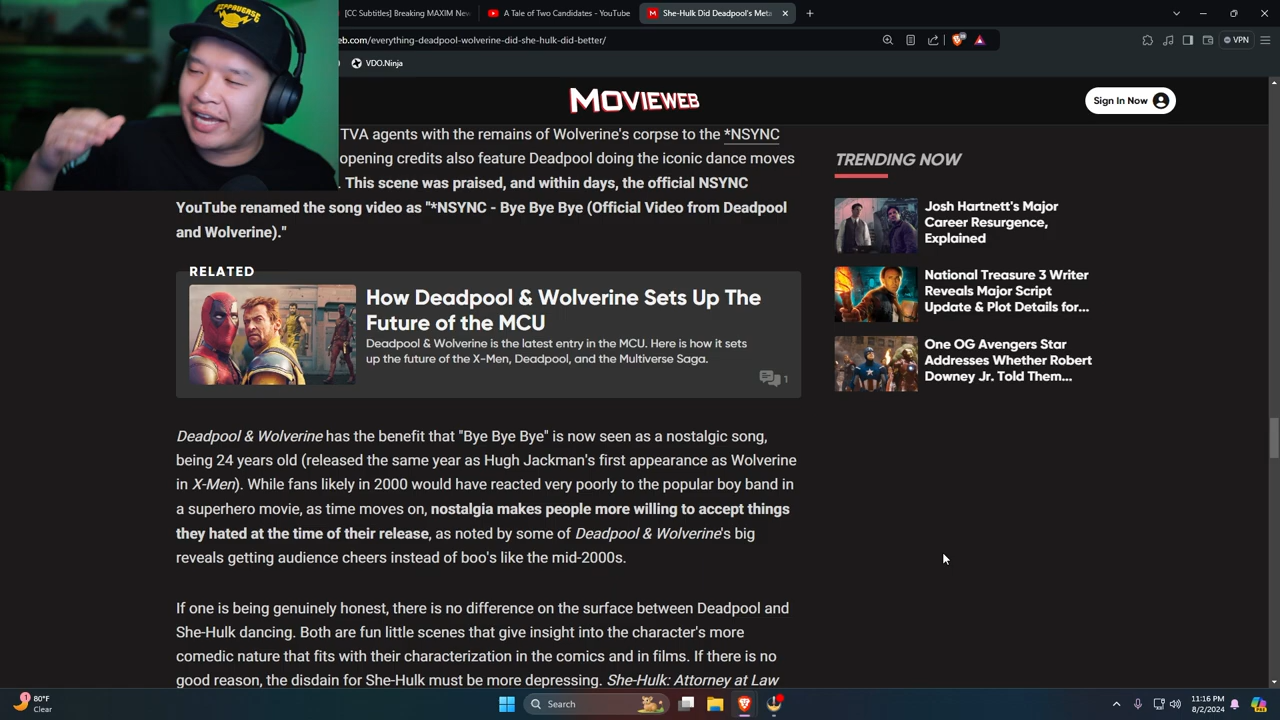 [CC Subtitles] Breaking MAXIM Nev
A Tale of Two Candidates - YouTube
She-Hulk Did Deadpool's Meta
eb.com/everything-deadpool-wolverine-did-she-hulk-did-better/
VPN
VDO.Ninja
MOVIEWEB
Sign In Now
TVA agents with the remains of Wolverine's corpse to the *NSYNC
opening credits also feature Deadpool doing the iconic dance moves
. This scene was praised, and within days, the official NSYNC
YouTube renamed the song video as "*NSYNC - Bye Bye Bye (Official Video from Deadpool
and Wolverine)."
RELATED
How Deadpool & Wolverine Sets Up The
Future of the MCU
Deadpool & Wolverine is the latest entry in the MCU. Here is how it sets
up the future of the X-Men, Deadpool, and the Multiverse Saga.
1
Deadpool & Wolverine has the benefit that "Bye Bye Bye" is now seen as a nostalgic song,
being 24 years old (released the same year as Hugh Jackman's first appearance as Wolverine
in X-Men). While fans likely in 2000 would have reacted very poorly to the popular boy band in
a superhero movie, as time moves on, nostalgia makes people more willing to accept things
they hated at the time of their release, as noted by some of Deadpool & Wolverine's big
reveals getting audience cheers instead of boo's like the mid-2000s.
If one is being genuinely honest, there is no difference on the surface between Deadpool and
She-Hulk dancing. Both are fun little scenes that give insight into the character's more
comedic nature that fits with their characterization in the comics and in films. If there is no
good reason, the disdain for She-Hulk must be more depressing. She-Hulk: Attorney at Law
TRENDING NOW
Josh Hartnett's Major
Career Resurgence,
Explained
National Treasure 3 Writer
Reveals Major Script
Update & Plot Details for...
One OG Avengers Star
Addresses Whether Robert
Downey Jr. Told Them...
1
80°F
Clear
Search
11:16 PM
8/2/2024